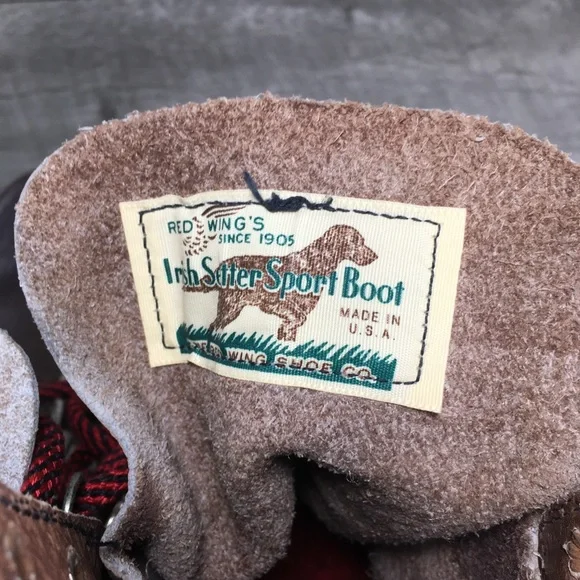 RED WING'S
SINCE 1905
Irish Setter Sport Boot
MADE IN
U.S.A.
RED WING SHOE CO.